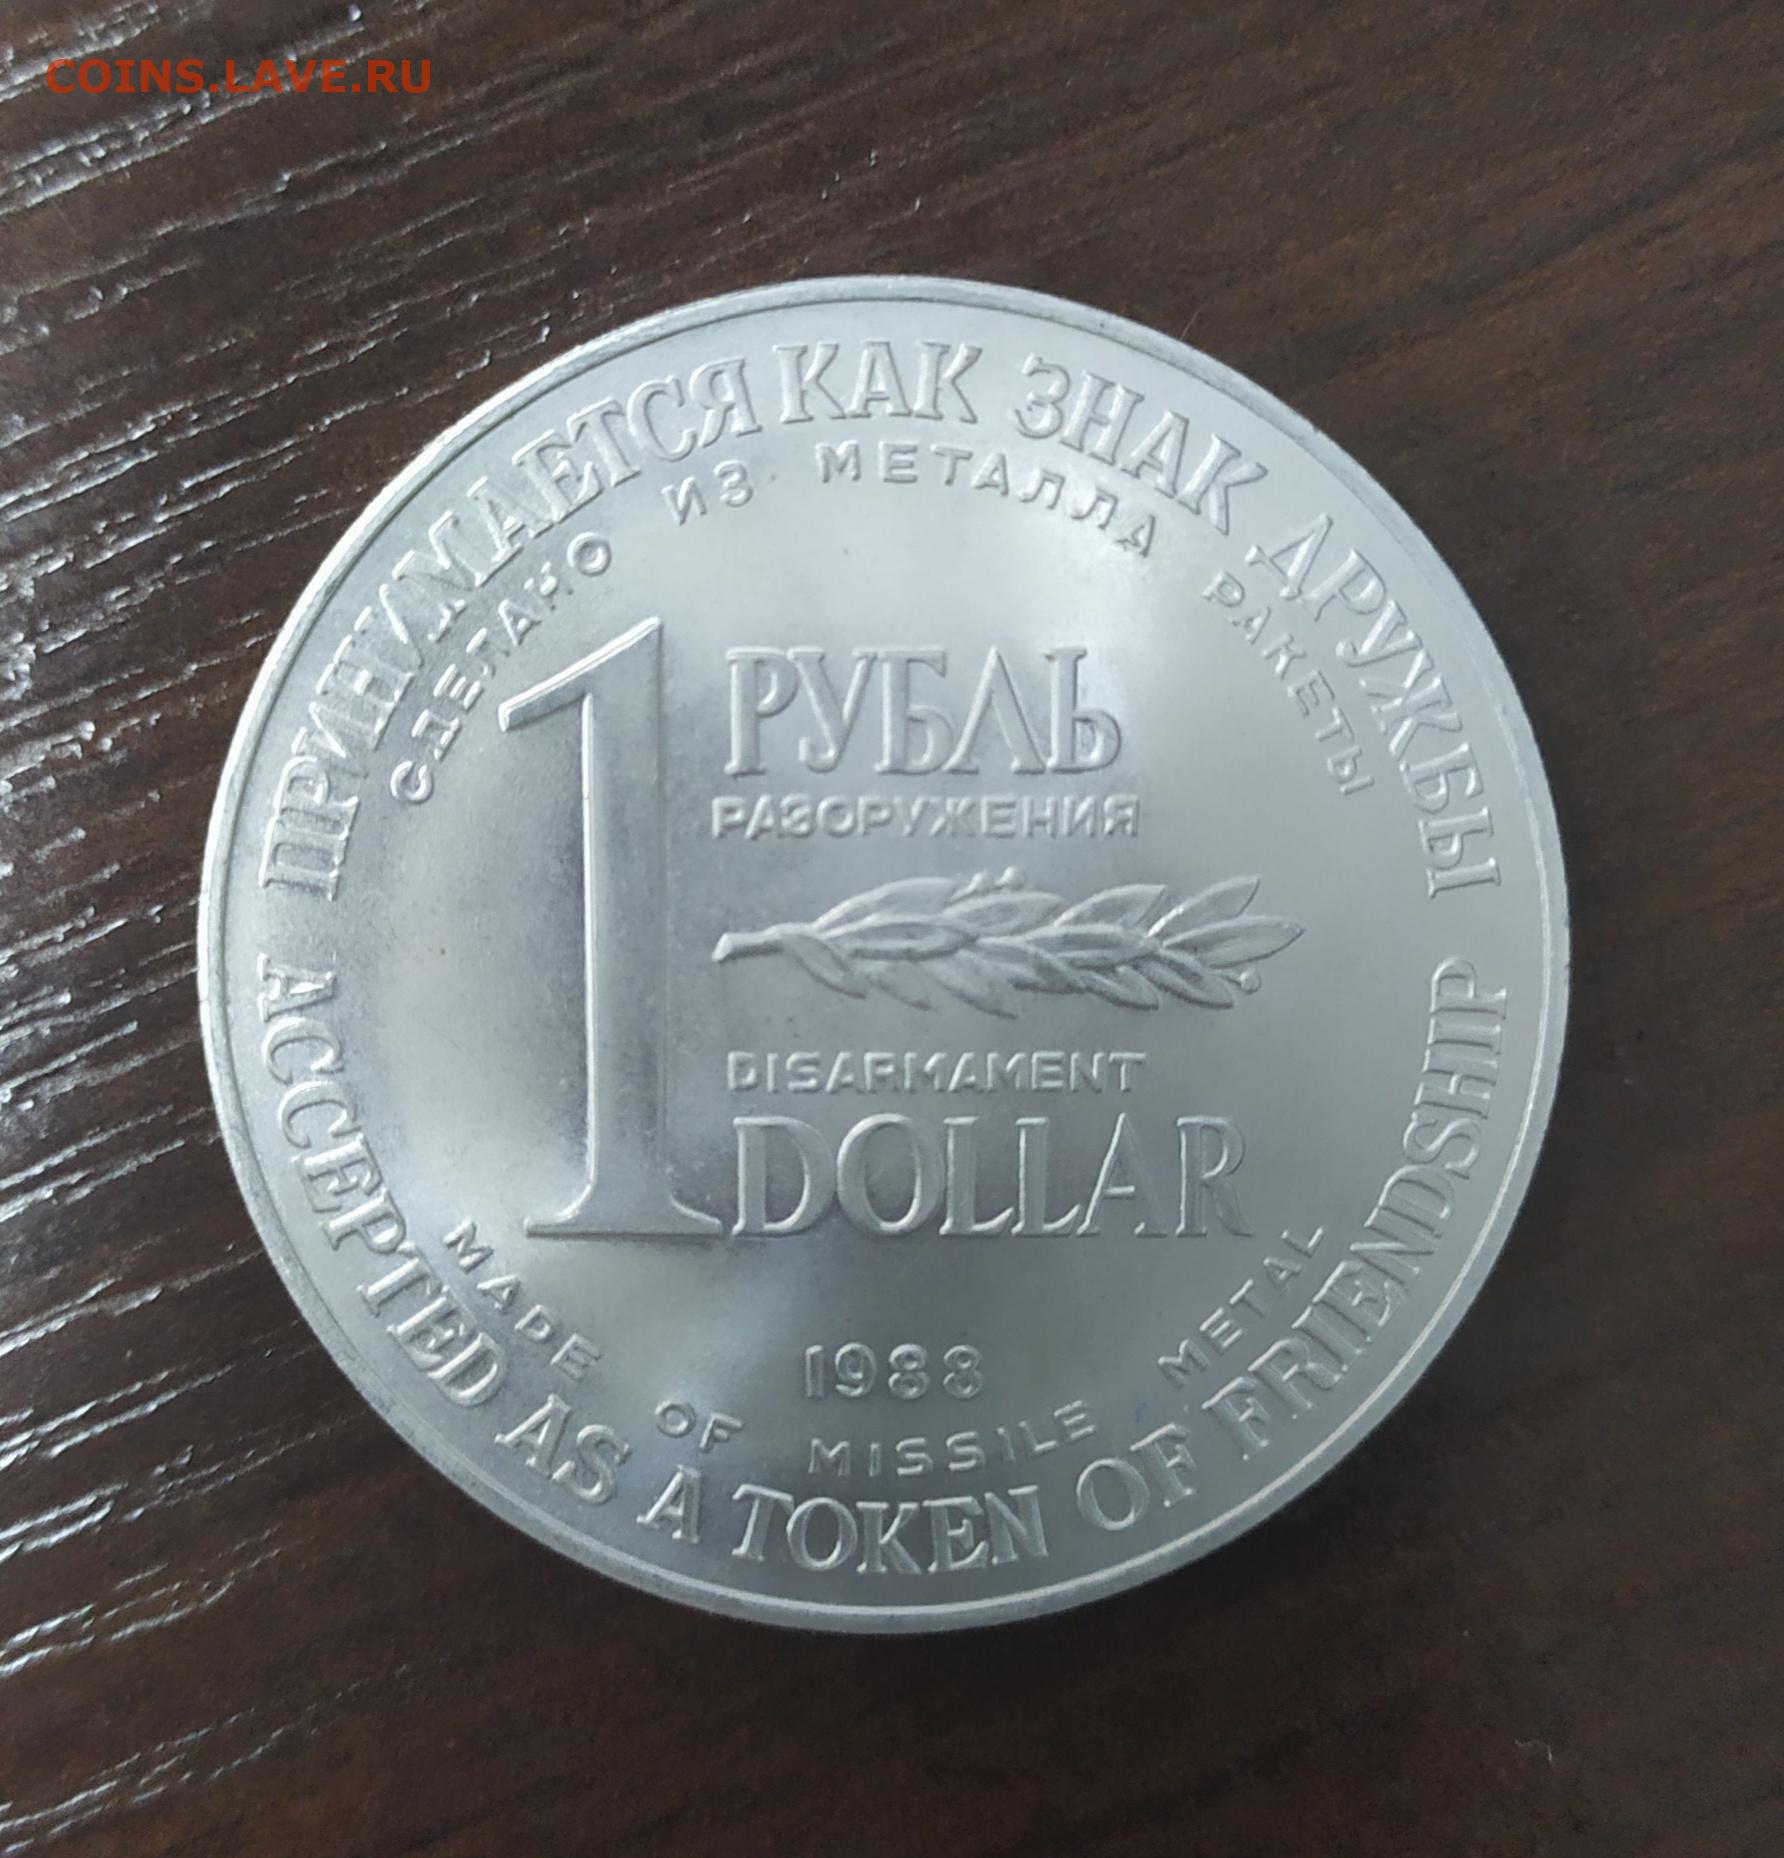 COINS.LAVE.RU
ПРИНИМАЕТСЯ КАК ЗНАК ДРУЖБЫ
СДЕЛАНО ИЗ МЕТАЛЛА РАКЕТЫ
1 РУБЛЬ
РАЗОРУЖЕНИЯ
DISARMAMENT
DOLLAR
1988
MADE OF MISSILE METAL
ACCEPTED AS A TOKEN OF FRIENDSHIP